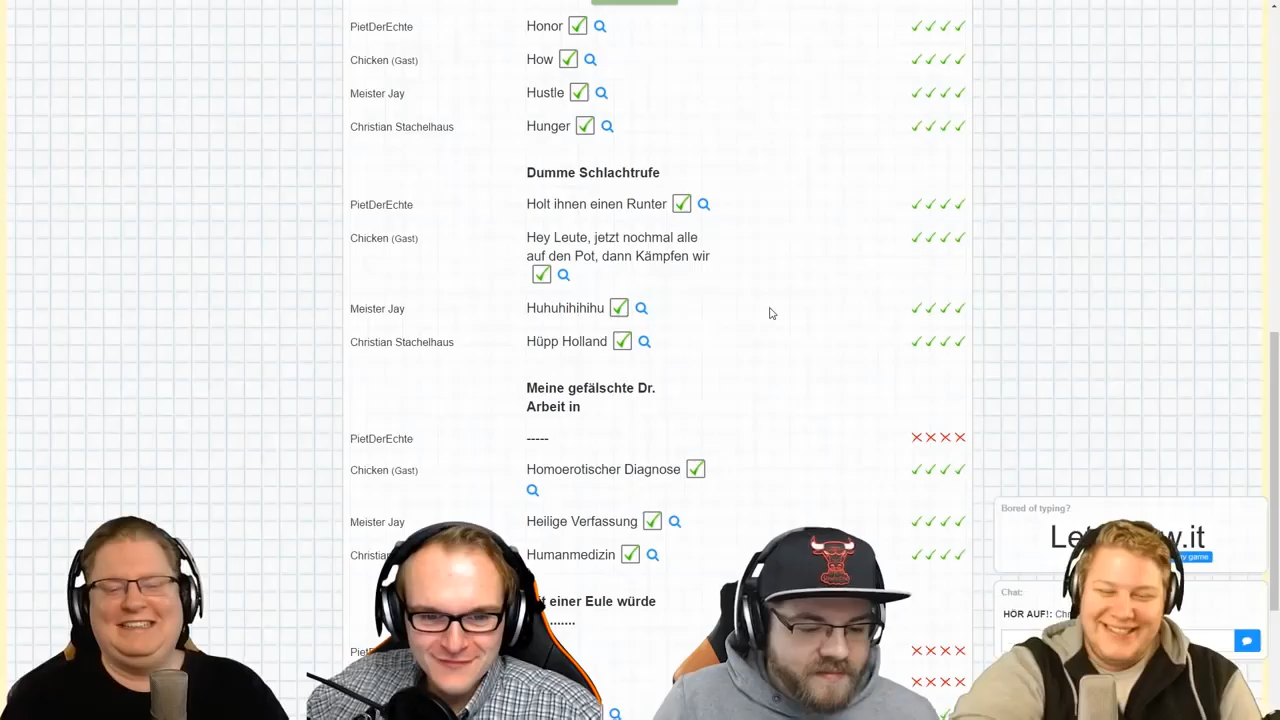 PietDerEchte Honor
Chicken (Gast) How
Meister Jay Hustle
Christian Stachelhaus Hunger
Dumme Schlachtrufe
PietDerEchte Holt ihnen einen Runter
Chicken (Gast) Hey Leute, jetzt nochmal alle
auf den Pot, dann Kämpfen wir
Meister Jay Huhuhihihihu
Christian Stachelhaus Hüpp Holland
Meine gefälschte Dr.
Arbeit in
PietDerEchte -----
Chicken (Gast) Homoerotischer Diagnose
Meister Jay Heilige Verfassung
Humanmedizin
einer Eule würde
.......
Bored of typing?
.it
game
Chat:
HÖR AUF!: